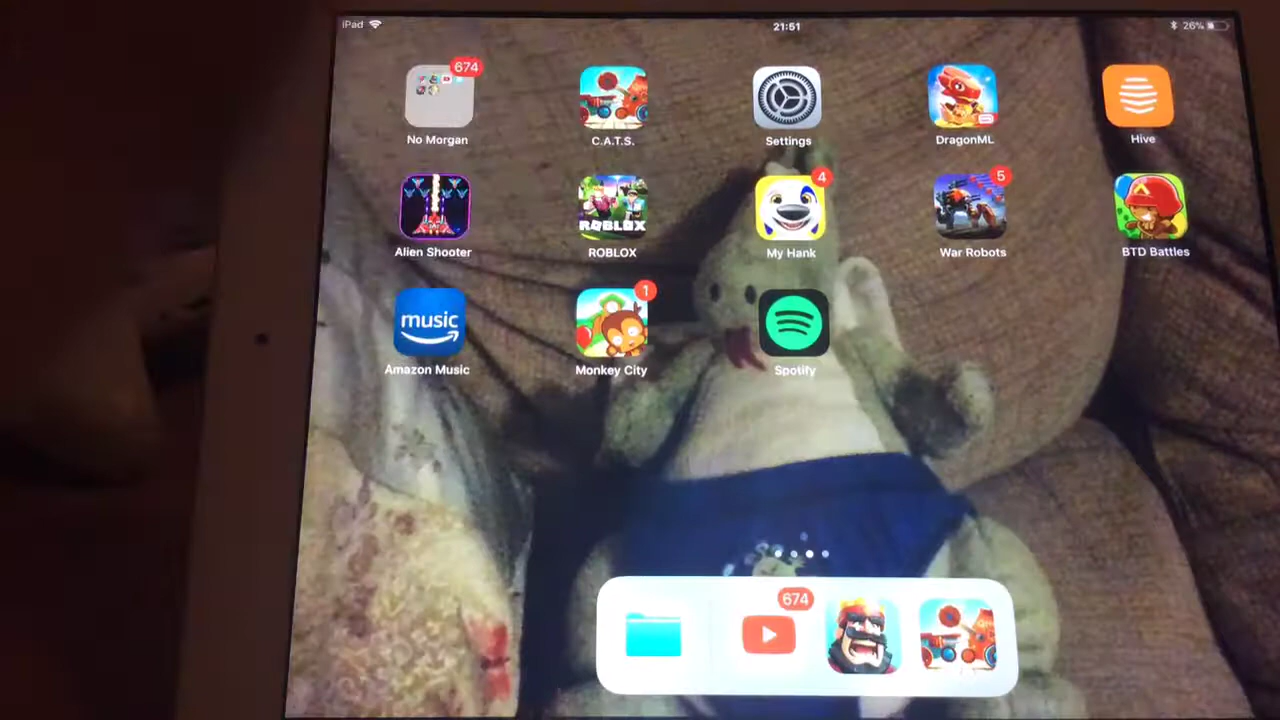 iPad 21:51 26%
674
No Morgan C.A.T.S. Settings DragonML Hive
4 5
ROBLOX
Alien Shooter ROBLOX My Hank War Robots BTD Battles
1
music
Amazon Music Monkey City Spotify
674